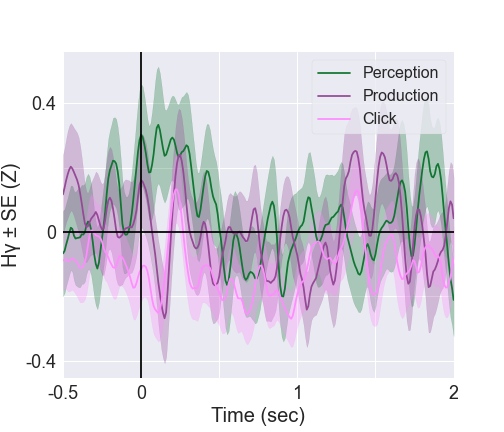 Perception
Production
Click
0.4
0
-0.4
Hγ ± SE (Z)
-0.5
0
1
2
Time (sec)